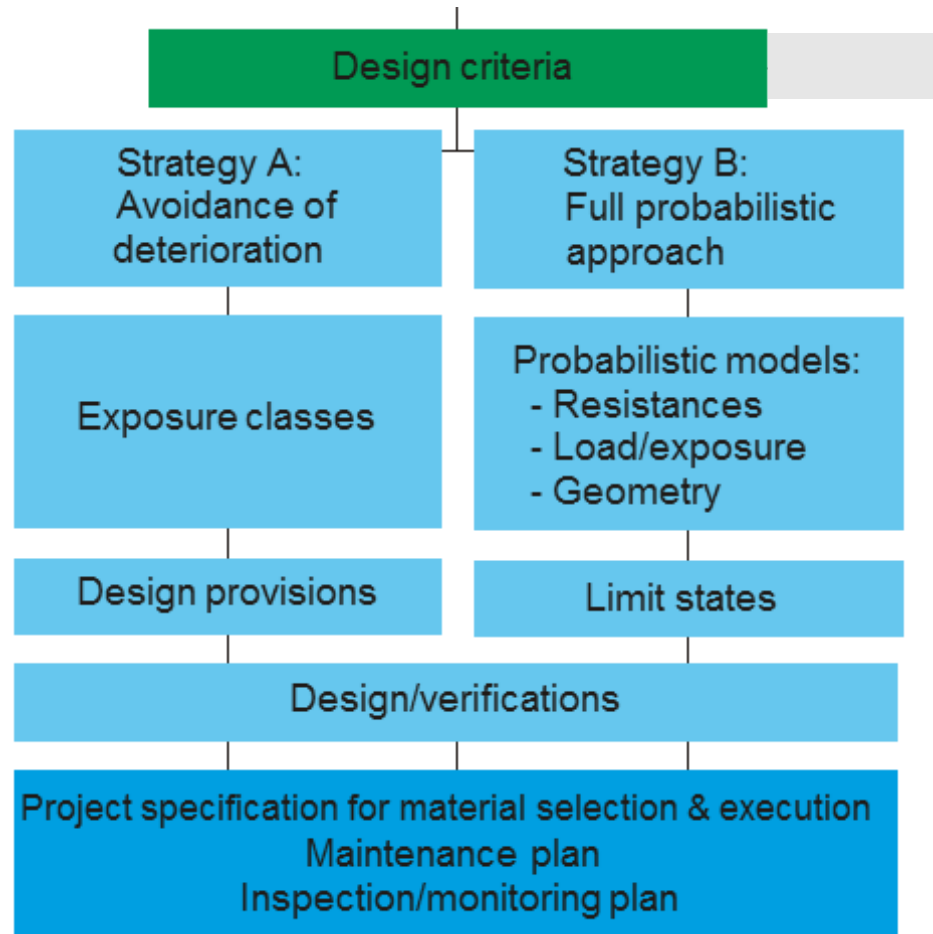 Design criteria
Strategy A:
Avoidance of
deterioration
Strategy B:
Full probabilistic
approach
Exposure classes
Probabilistic models:
- Resistances
- Load/exposure
- Geometry
Design provisions
Limit states
Design/verifications
Project specification for material selection & execution
Maintenance plan
Inspection/monitoring plan